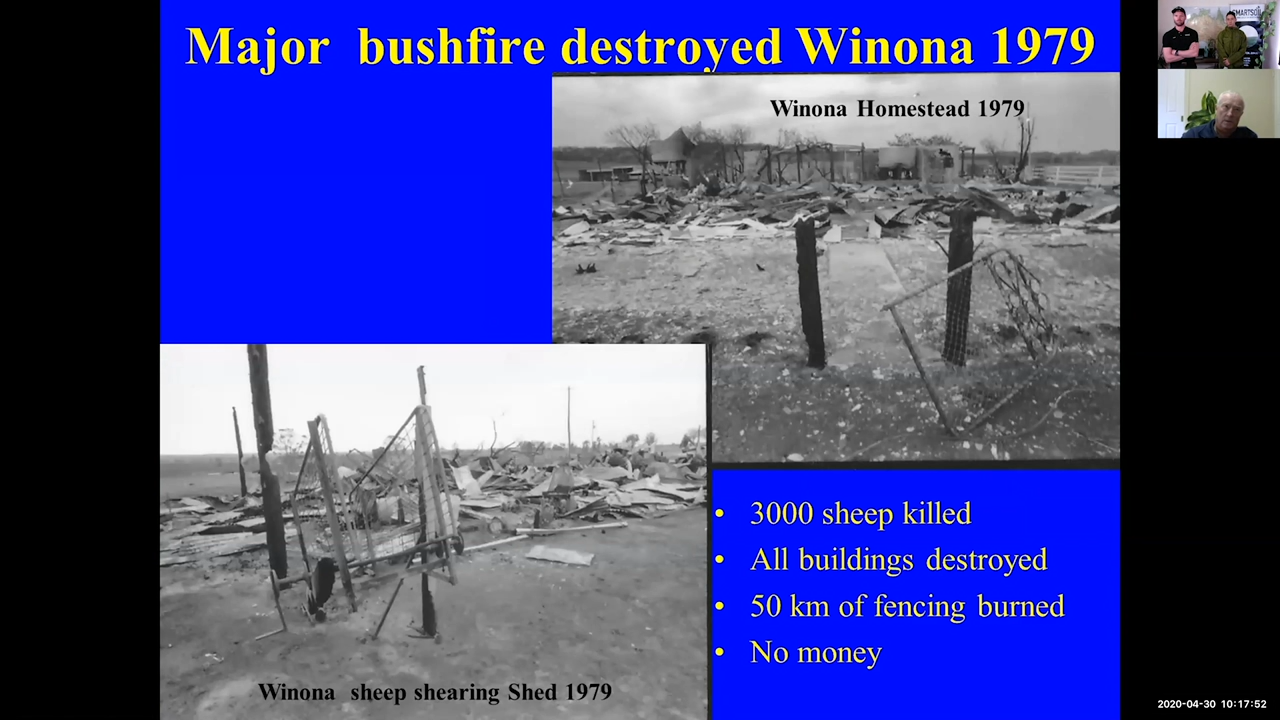 Major bushfire destroyed Winona 1979
Winona Homestead 1979
Winona sheep shearing Shed 1979
• 3000 sheep killed
• All buildings destroyed
• 50 km of fencing burned
• No money
SMARTSOIL
2020-04-30 10:17:52